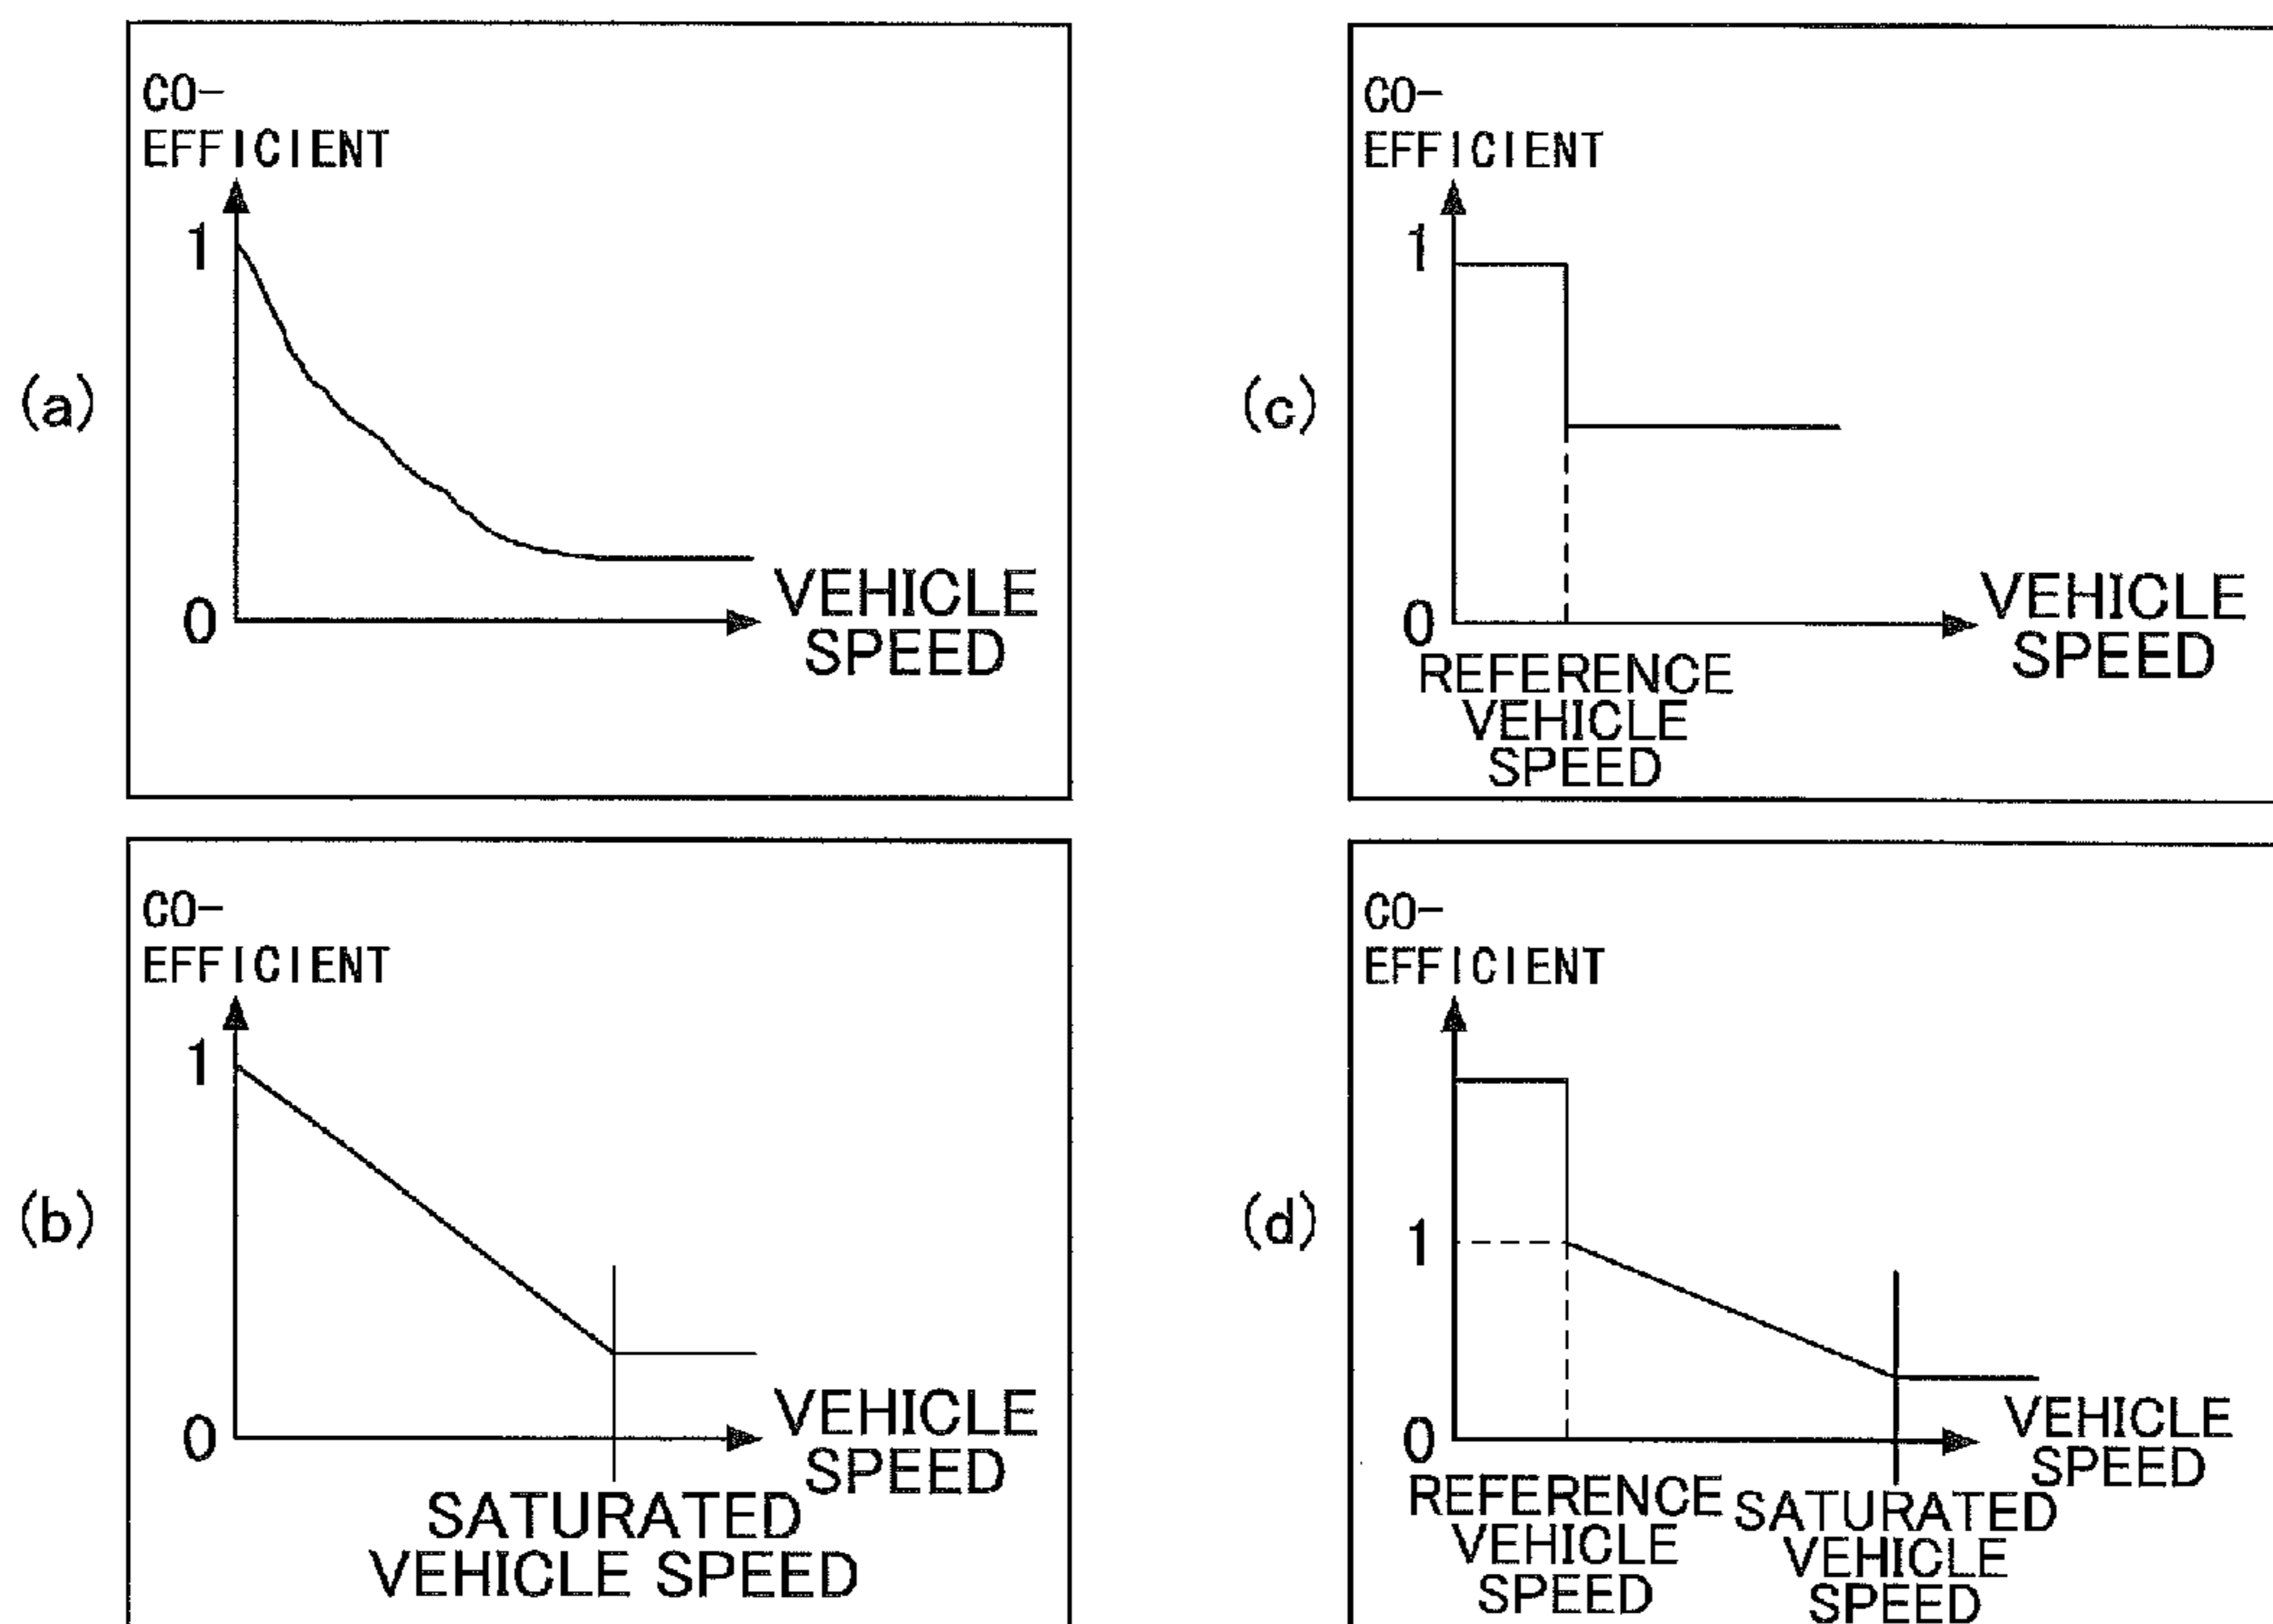 (a)
CO-
EFFICIENT
1
0
VEHICLE
SPEED
(b)
CO-
EFFICIENT
1
0
VEHICLE
SPEED
SATURATED
VEHICLE SPEED
(c)
CO-
EFFICIENT
1
0
VEHICLE
SPEED
REFERENCE
VEHICLE
SPEED
(d)
CO-
EFFICIENT
1
0
VEHICLE
SPEED
REFERENCE
VEHICLE
SPEED
SATURATED
VEHICLE
SPEED